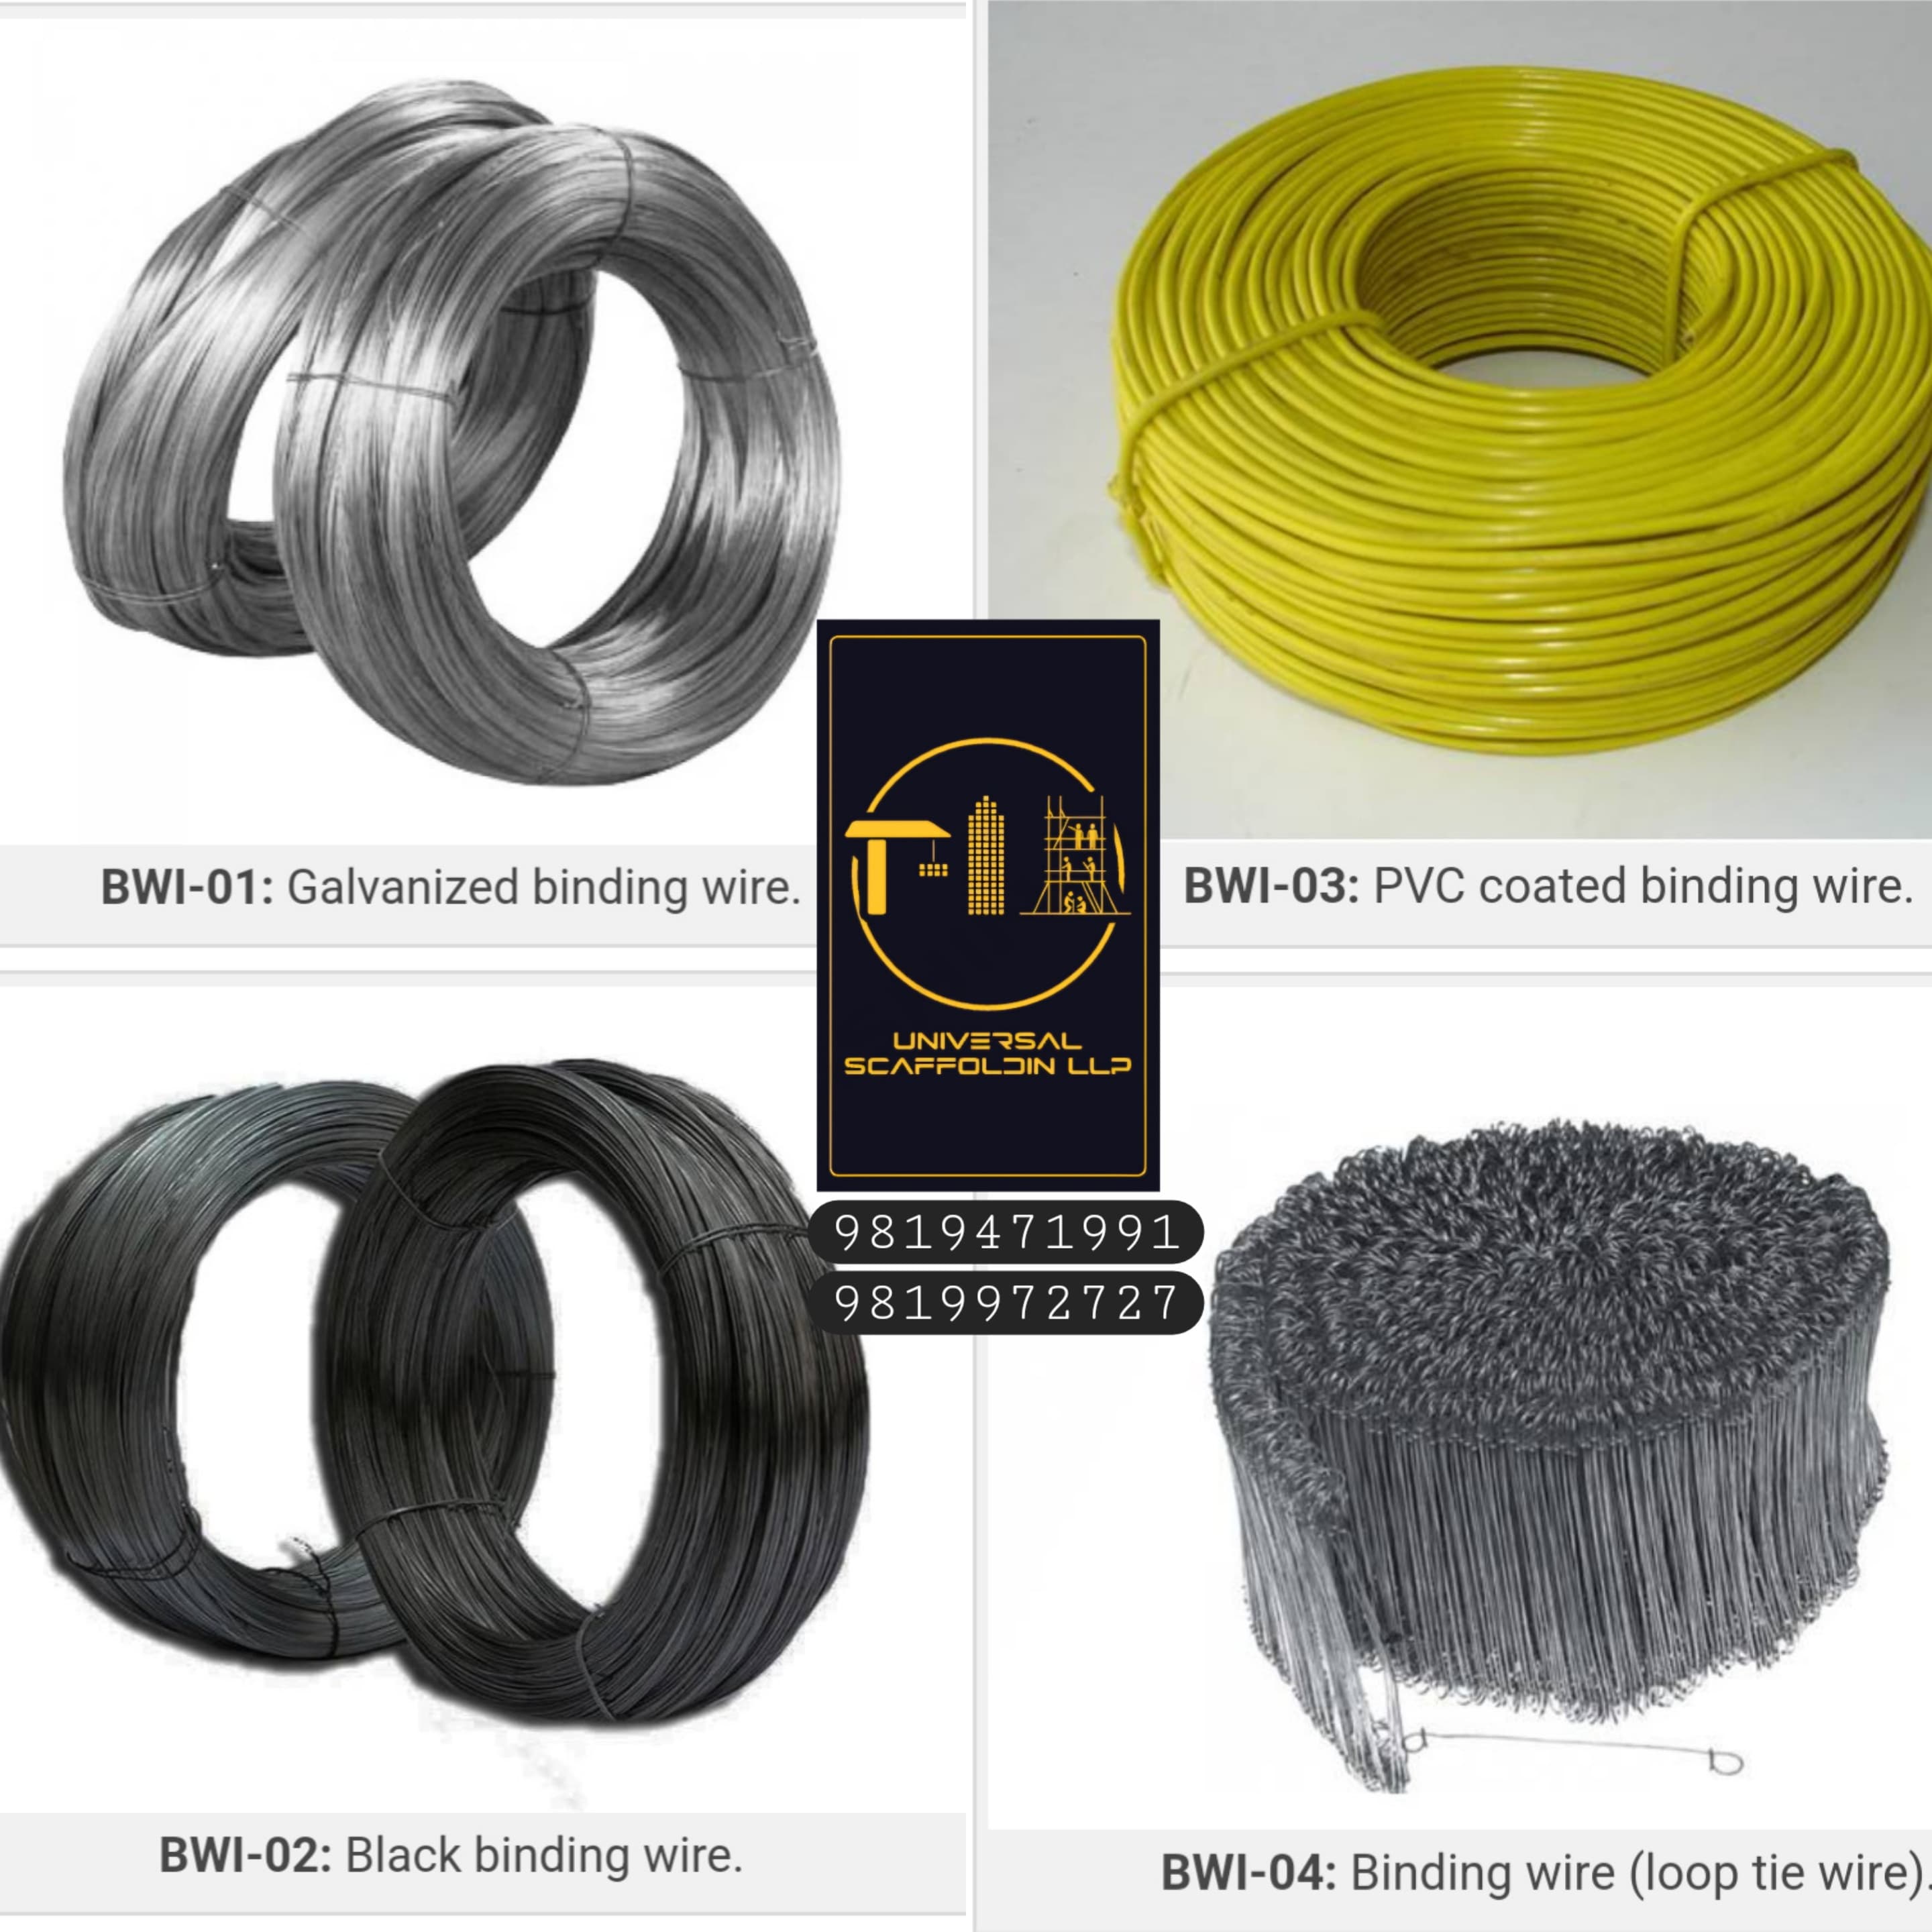 BWI-01: Galvanized binding wire.
BWI-03: PVC coated binding wire.
UNIVERSAL
SCAFFOLDIN LLP
9819471991
9819972727
BWI-02: Black binding wire.
BWI-04: Binding wire (loop tie wire).